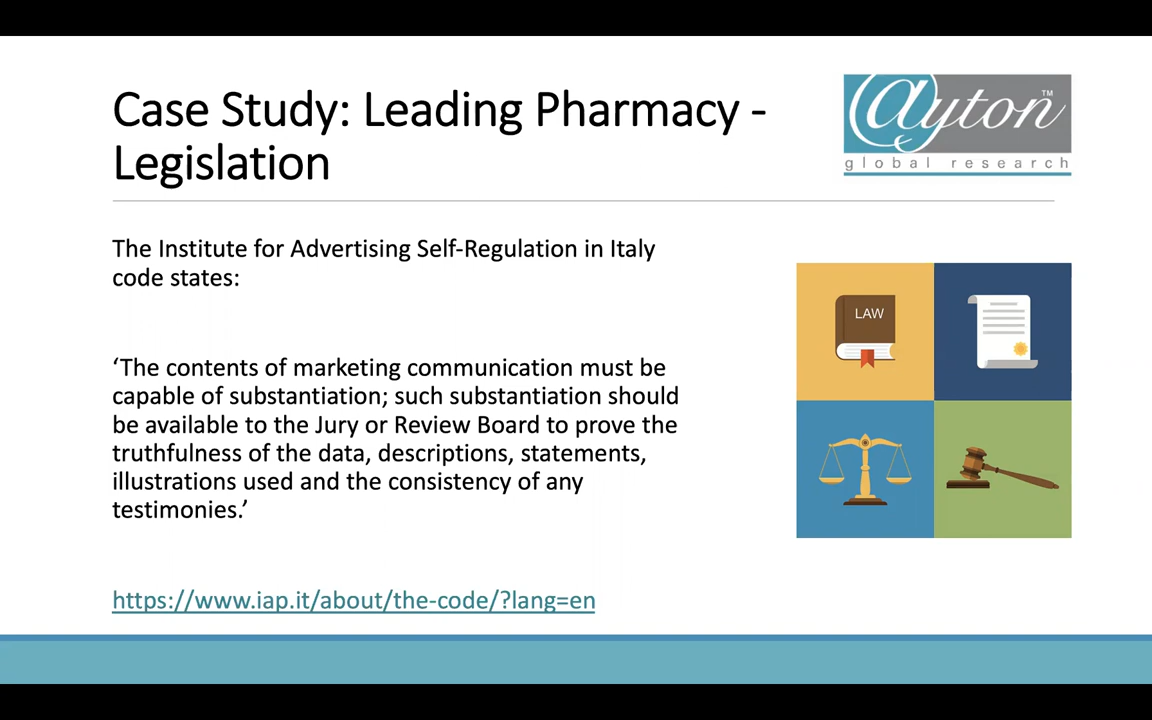 Case Study: Leading Pharmacy -
Legislation
@yton™
global research
The Institute for Advertising Self-Regulation in Italy
code states:
‘The contents of marketing communication must be
capable of substantiation; such substantiation should
be available to the Jury or Review Board to prove the
truthfulness of the data, descriptions, statements,
illustrations used and the consistency of any
testimonies.’
LAW
https://www.iap.it/about/the-code/?lang=en